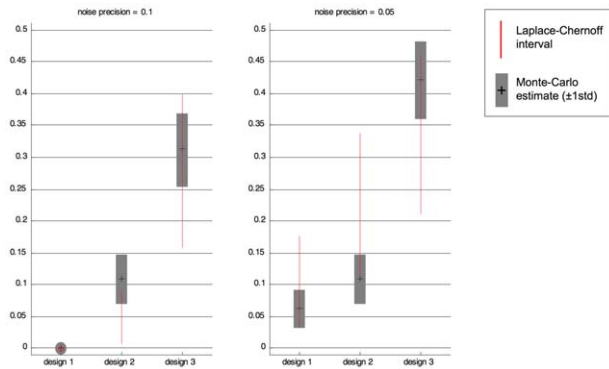 noise precision = 0.1
0.5
0.45
0.4
0.35
0.3
0.25
0.2
0.15
0.1
0.05
0
design 1
design 2
design 3
noise precision = 0.05
0.5
0.45
0.4
0.35
0.3
0.25
0.2
0.15
0.1
0.05
0
design 1
design 2
design 3
Laplace-Chernoff
interval
Monte-Carlo
estimate (±1std)